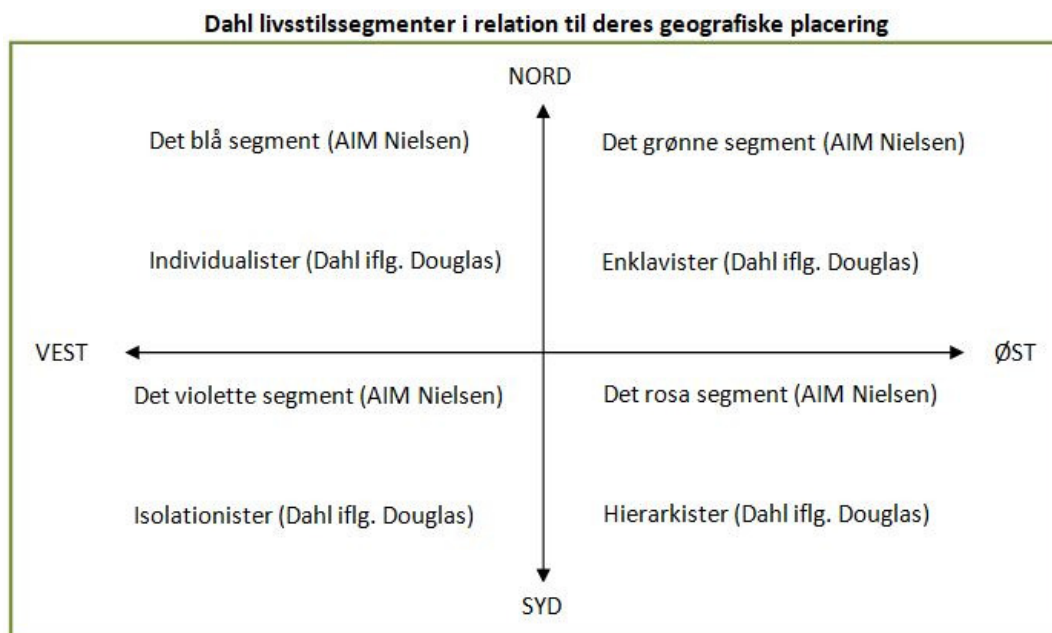 Dahl livsstilssegmenter i relation til deres geografiske placering
NORD
Det blå segment (AIM Nielsen)
Det grønne segment (AIM Nielsen)
Individualister (Dahl iflg. Douglas)
Enklavister (Dahl iflg. Douglas)
VEST
ØST
Det violette segment (AIM Nielsen)
Det rosa segment (AIM Nielsen)
Isolationister (Dahl iflg. Douglas)
Hierarkister (Dahl iflg. Douglas)
SYD